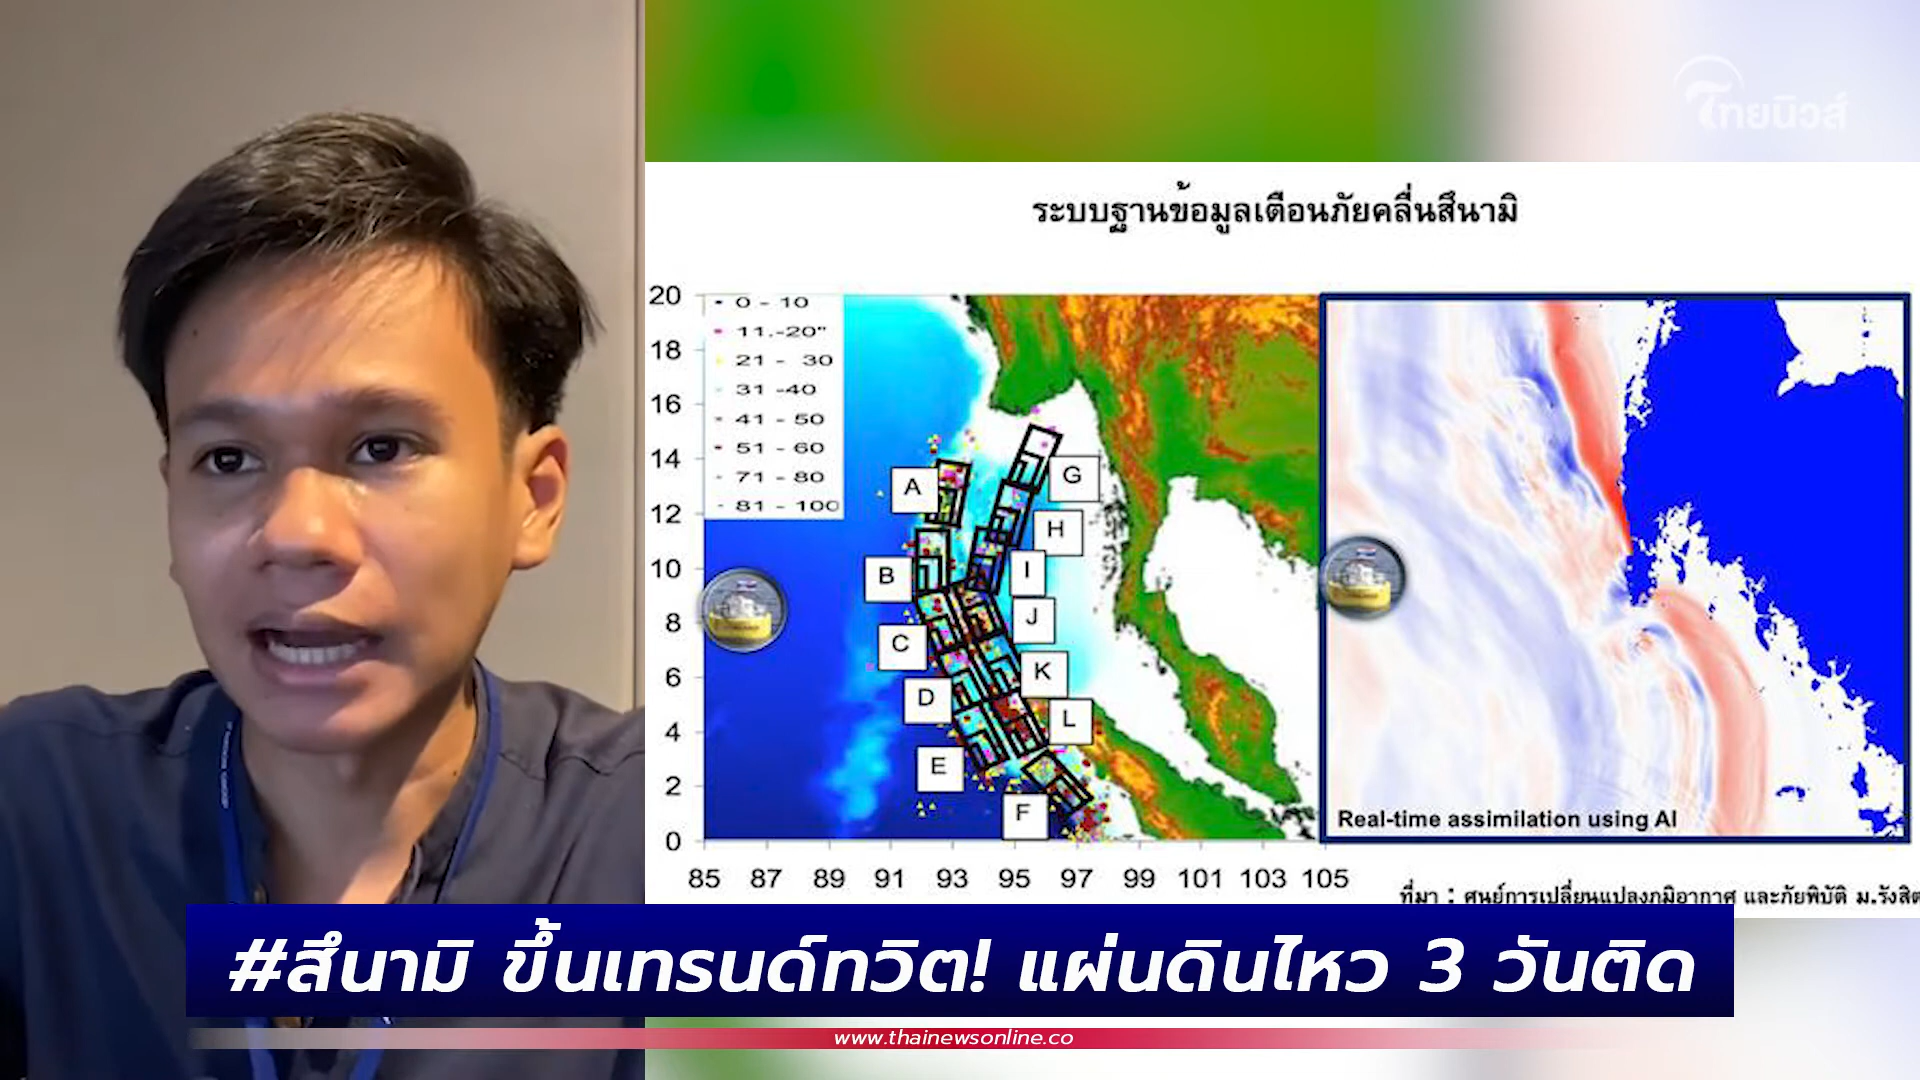 ไทยนิวส์
ระบบฐานข้อมูลเตือนภัยคลื่นสึนามิ
20
18
16
14
12
10
8
6
4
2
0
0 - 10
11.-20"
21 - 30
31 -40
41 - 50
51 - 60
71 - 80
81 - 100
A
B
C
D
E
F
G
H
I
J
K
L
85 87 89 91 93 95 97 99 101 103 105
Real-time assimilation using AI
ที่มา : ศูนย์การเปลี่ยนแปลงภูมิอากาศ และภัยพิบัติ ม.รังสิต
#สึนามิ ขึ้นเทรนด์ทวิต! แผ่นดินไหว 3 วันติด
www.thainewsonline.co